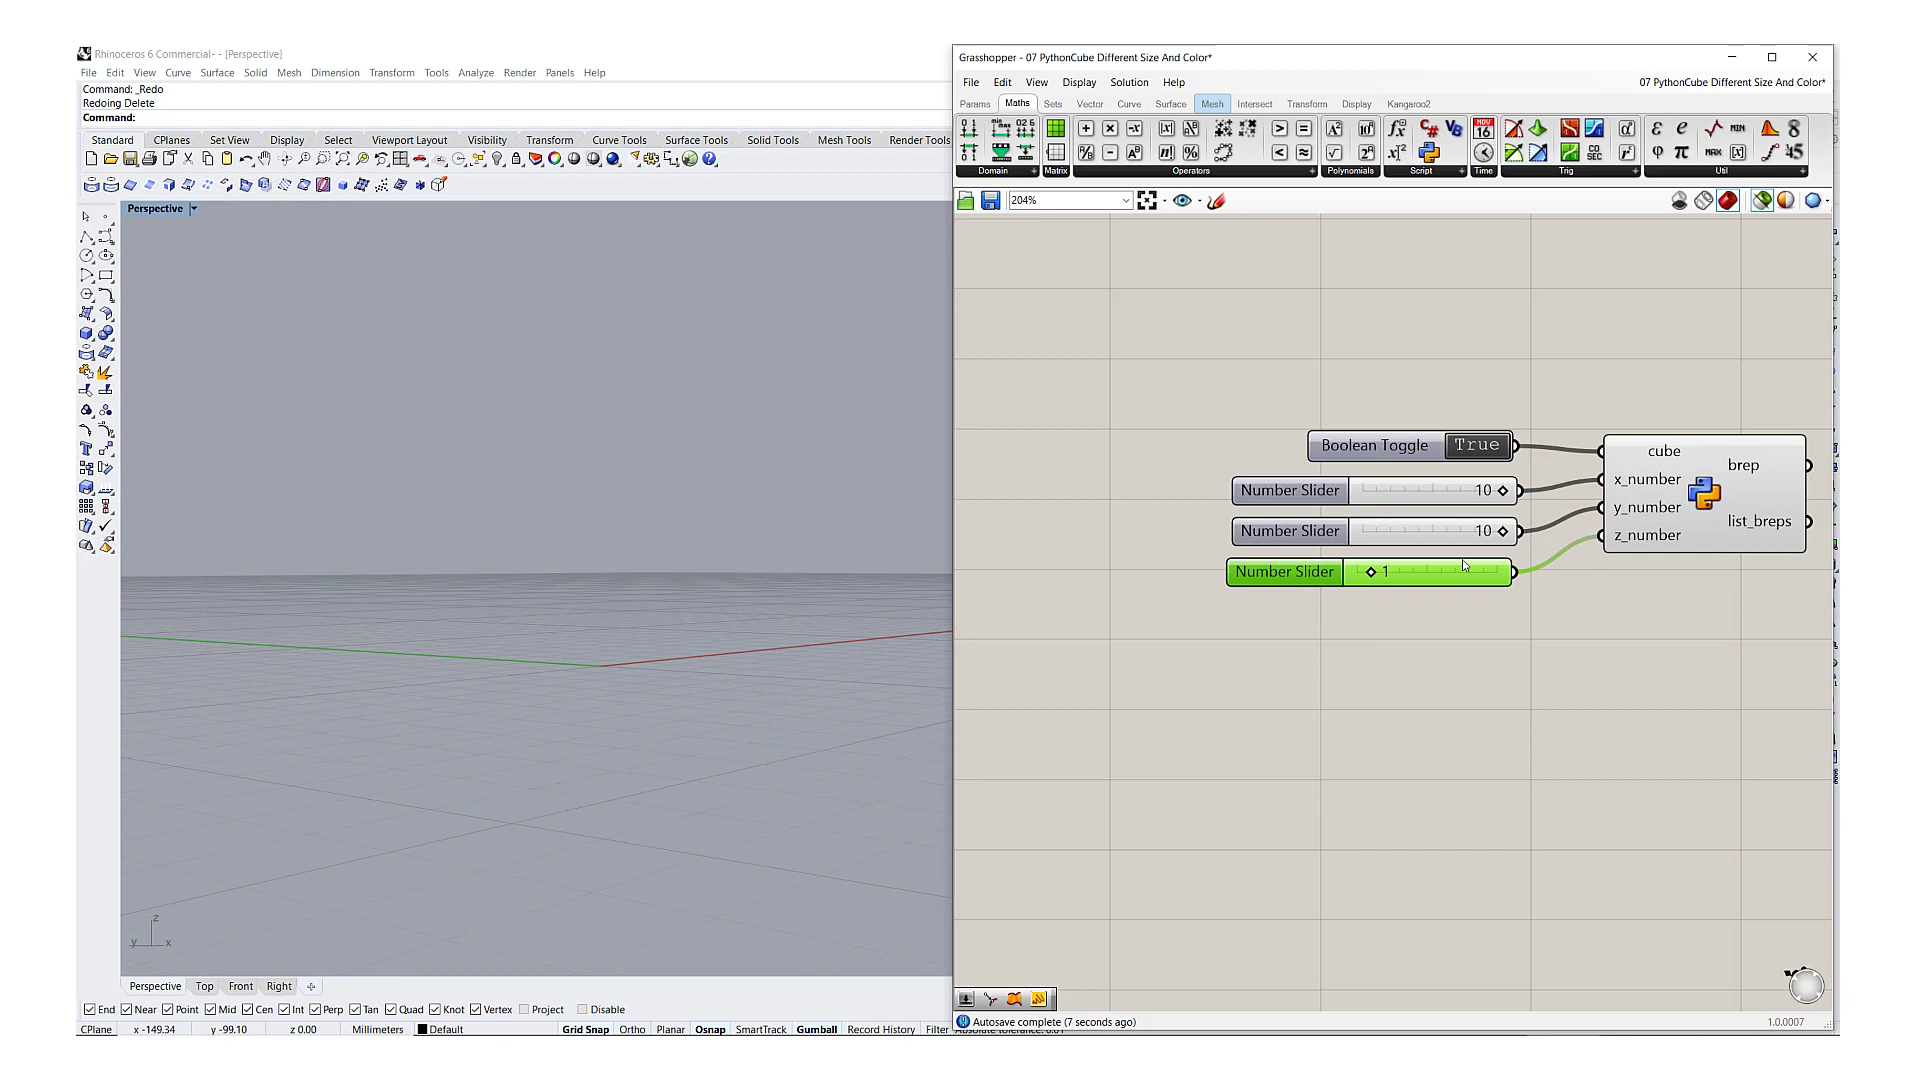 Rhinoceros 6 Commercial- - [Perspective]
File Edit View Curve Surface Solid Mesh Dimension Transform Tools Analyze Render Panels Help
Command: _Redo
Redoing Delete
Command:
Standard CPlanes Set View Display Select Viewport Layout Visibility Transform Curve Tools Surface Tools Solid Tools Mesh Tools Render Tools
Perspective
z
y x
Perspective Top Front Right
End Near Point Mid Cen Int Perp Tan Quad Knot Vertex Project Disable
CPlane x -149.34 y -99.10 z 0.00 Millimeters Default Grid Snap Ortho Planar Osnap SmartTrack Gumball Record History Filter
Grasshopper - 07 PythonCube Different Size And Color*
File Edit View Display Solution Help
07 PythonCube Different Size And Color*
Params Maths Sets Vector Curve Surface Mesh Intersect Transform Display Kangaroo2
Domain Matrix Operators Polynomials Script Time Trig Util
204%
Boolean Toggle True
Number Slider 10
Number Slider 10
Number Slider 1
cube
x_number
y_number
z_number
brep
list_breps
Autosave complete (7 seconds ago)
1.0.0007